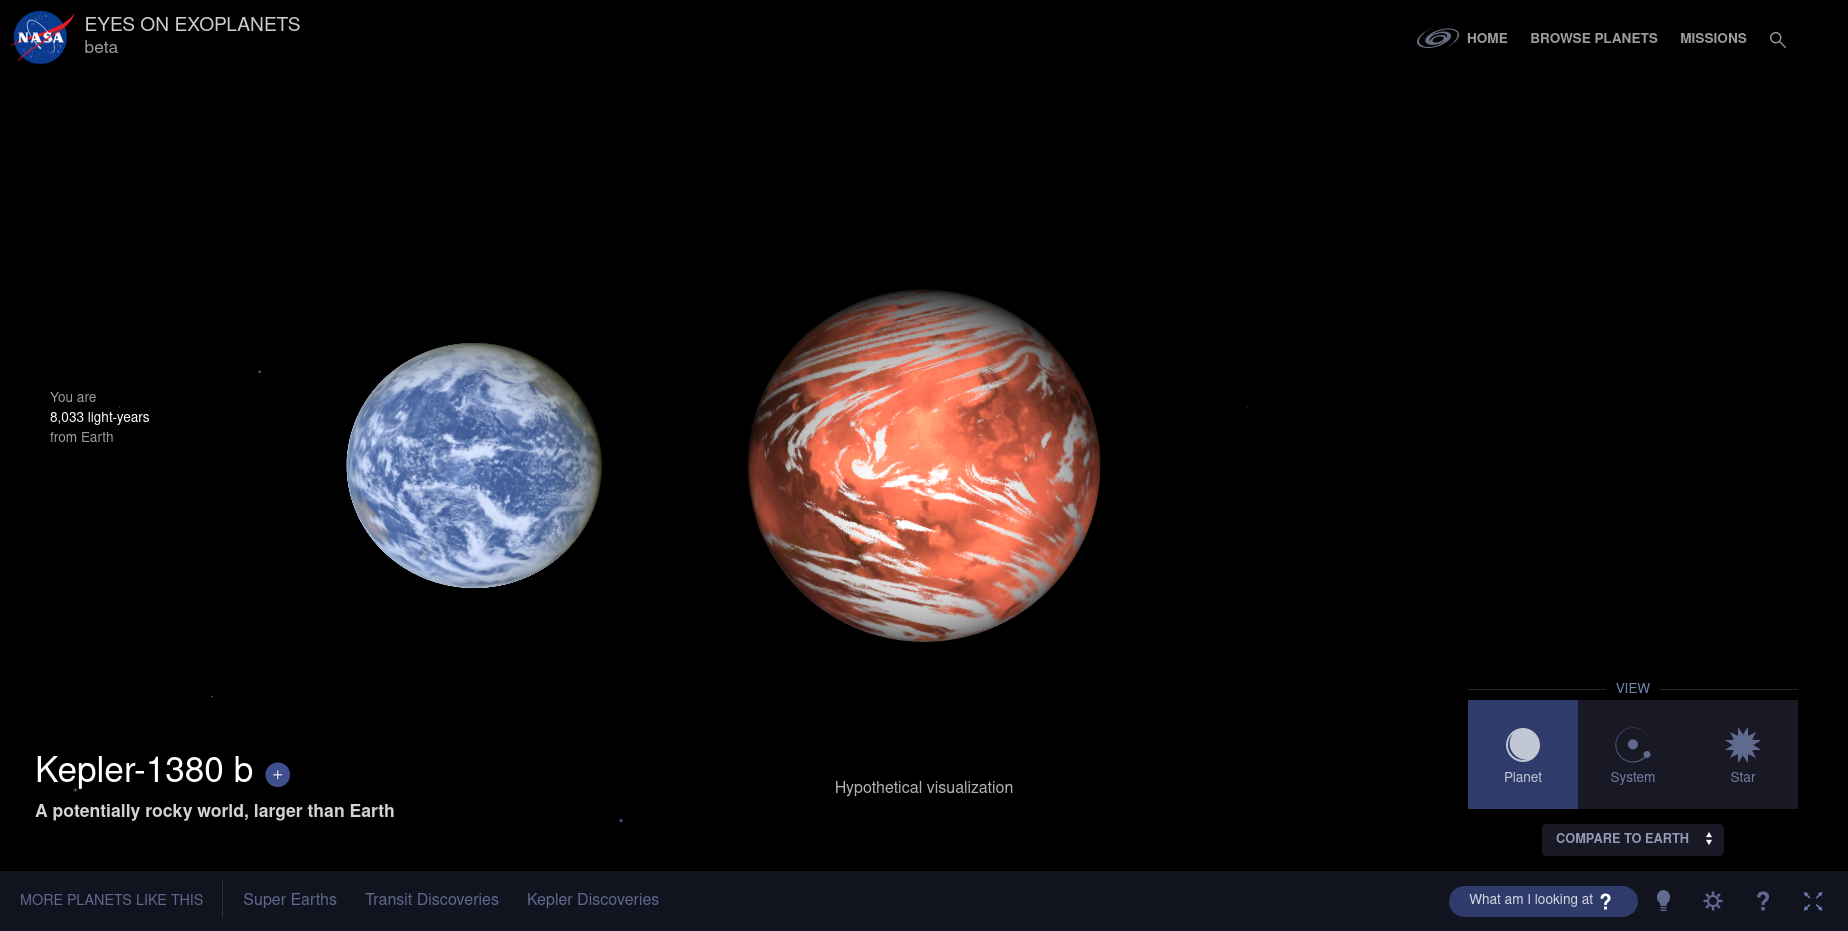 NASA
EYES ON EXOPLANETS
beta
HOME
BROWSE PLANETS
MISSIONS
You are
8,033 light-years
from Earth
Kepler-1380 b +
A potentially rocky world, larger than Earth
Hypothetical visualization
VIEW
Planet
System
Star
COMPARE TO EARTH
MORE PLANETS LIKE THIS
Super Earths
Transit Discoveries
Kepler Discoveries
What am I looking at ?
?